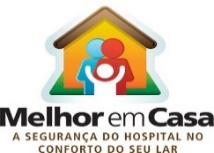 Melhor em Casa
A SEGURANÇA DO HOSPITAL NO
CONFORTO DO SEU LAR